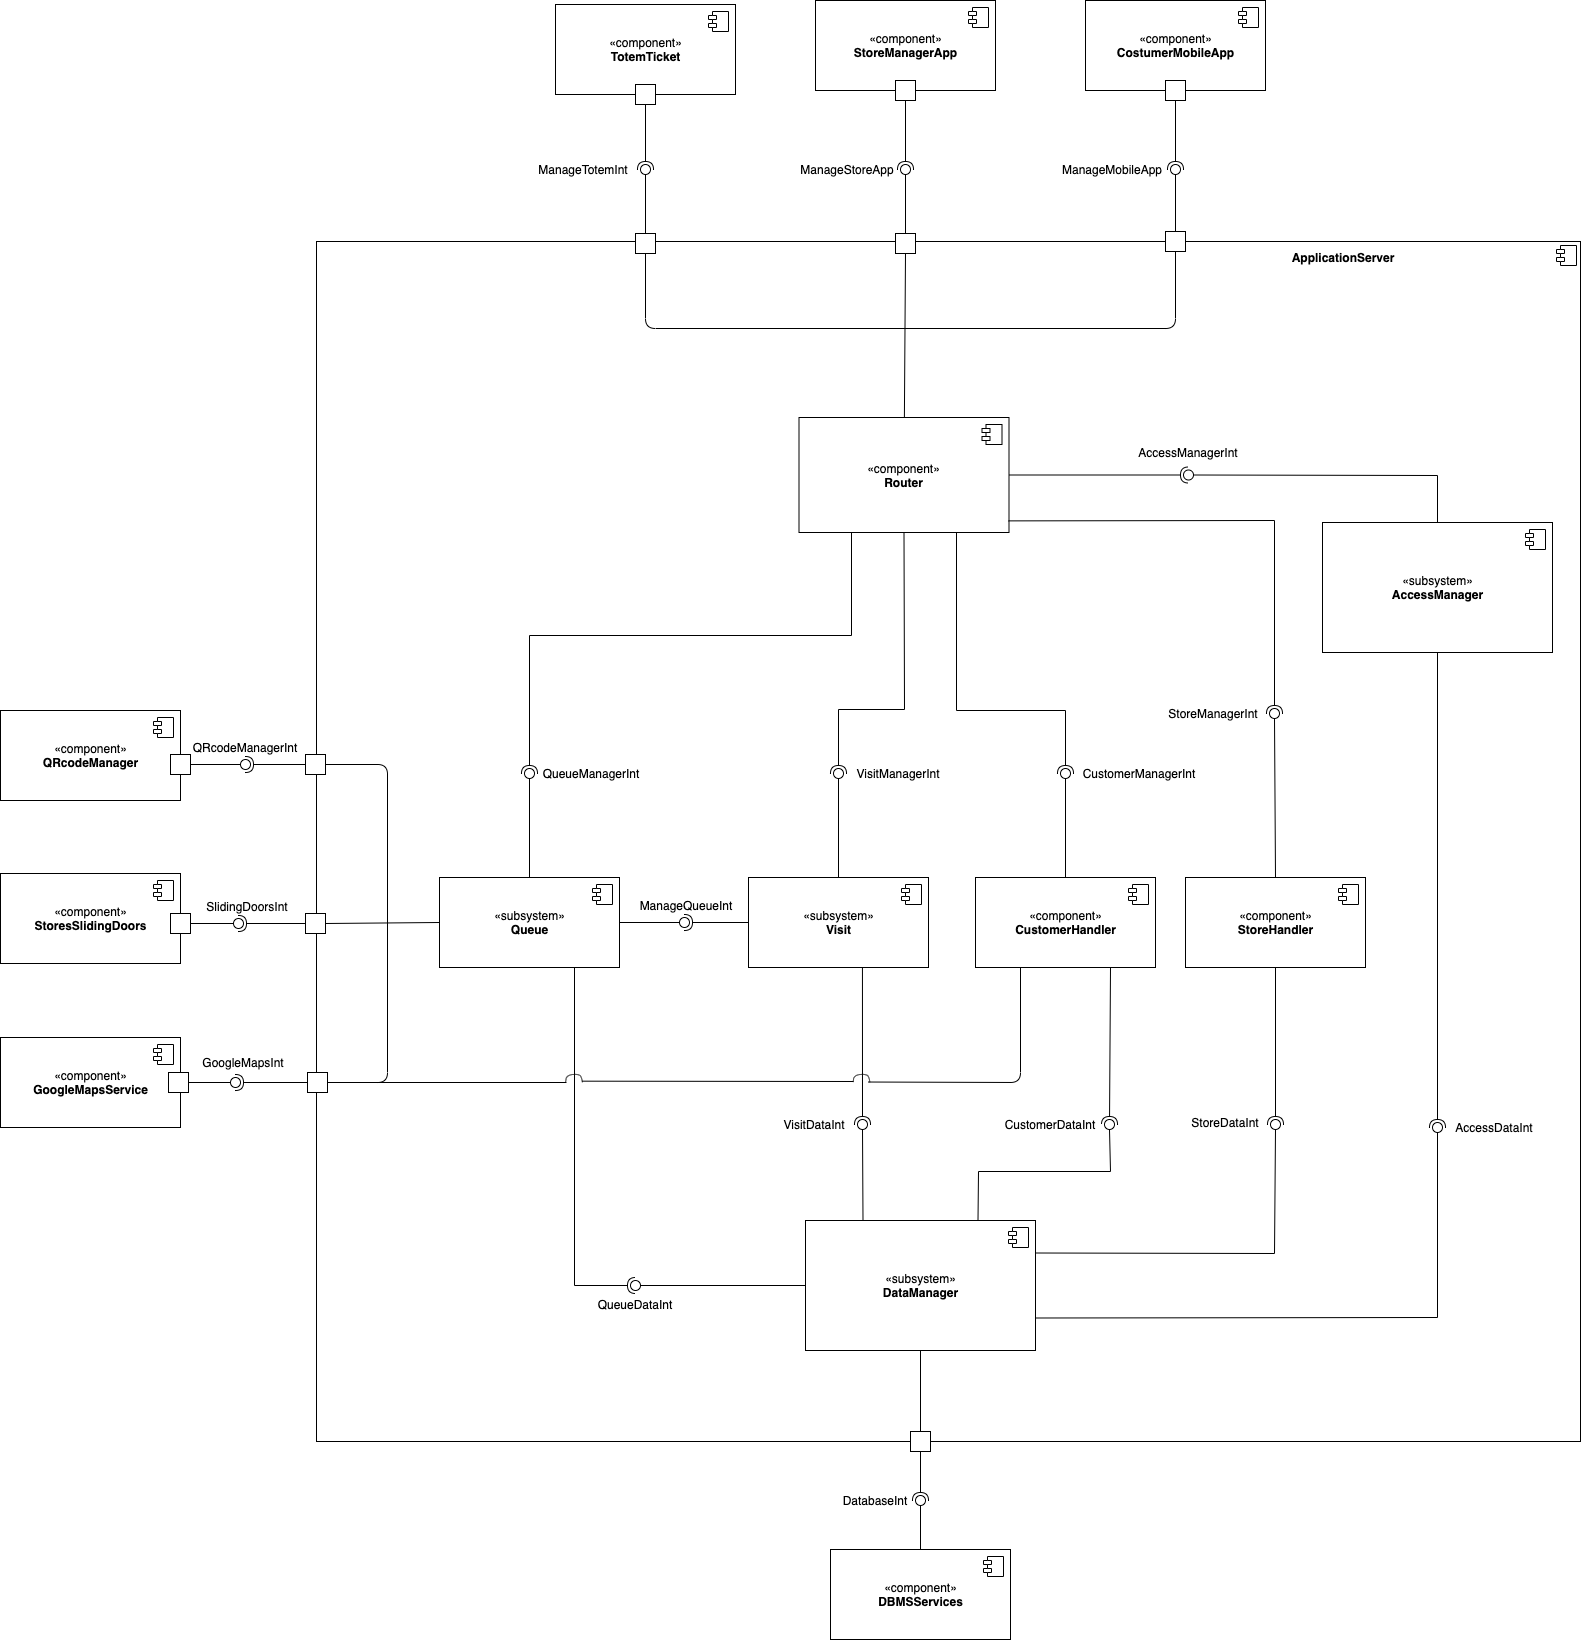 «component»
TotemTicket
«component»
StoreManagerApp
«component»
CostumerMobileApp
ManageTotemInt
ManageStoreApp
ManageMobileApp
ApplicationServer
«component»
Router
AccessManagerInt
«subsystem»
AccessManager
StoreManagerInt
«component»
QRcodeManager
QRcodeManagerInt
QueueManagerInt
VisitManagerInt
CustomerManagerInt
«component»
StoresSlidingDoors
SlidingDoorsInt
«subsystem»
Queue
ManageQueueInt
«subsystem»
Visit
«component»
CustomerHandler
«component»
StoreHandler
«component»
GoogleMapsService
GoogleMapsInt
VisitDataInt
CustomerDataInt
StoreDataInt
AccessDataInt
«subsystem»
DataManager
QueueDataInt
DatabaseInt
«component»
DBMSServices